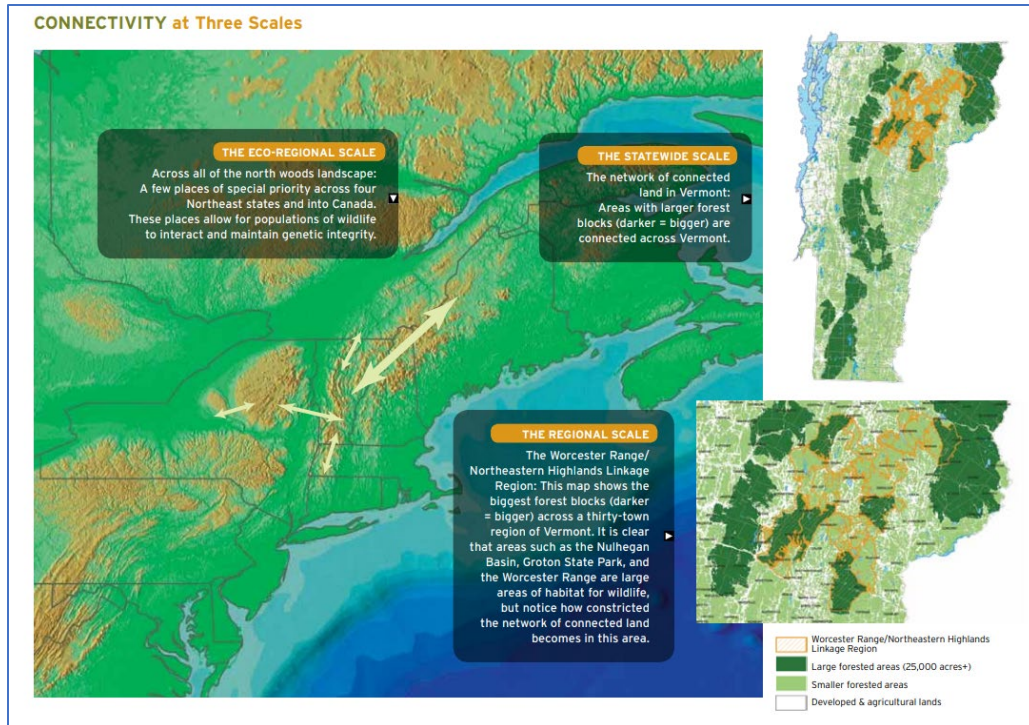 CONNECTIVITY at Three Scales
THE ECO-REGIONAL SCALE
Across all of the north woods landscape:
A few places of special priority across four
Northeast states and into Canada.
These places allow for populations of wildlife
to interact and maintain genetic integrity.
THE STATEWIDE SCALE
The network of connected
land in Vermont:
Areas with larger forest
blocks (darker = bigger) are
connected across Vermont.
THE REGIONAL SCALE
The Worcester Range/
Northeastern Highlands Linkage
Region: This map shows the
biggest forest blocks (darker
= bigger) across a thirty-town
region of Vermont. It is clear
that areas such as the Nulhegan
Basin, Groton State Park, and
the Worcester Range are large
areas of habitat for wildlife,
but notice how constricted
the network of connected land
becomes in this area.
Worcester Range/Northeastern Highlands
Linkage Region
Large forested areas (25,000 acres+)
Smaller forested areas
Developed & agricultural lands